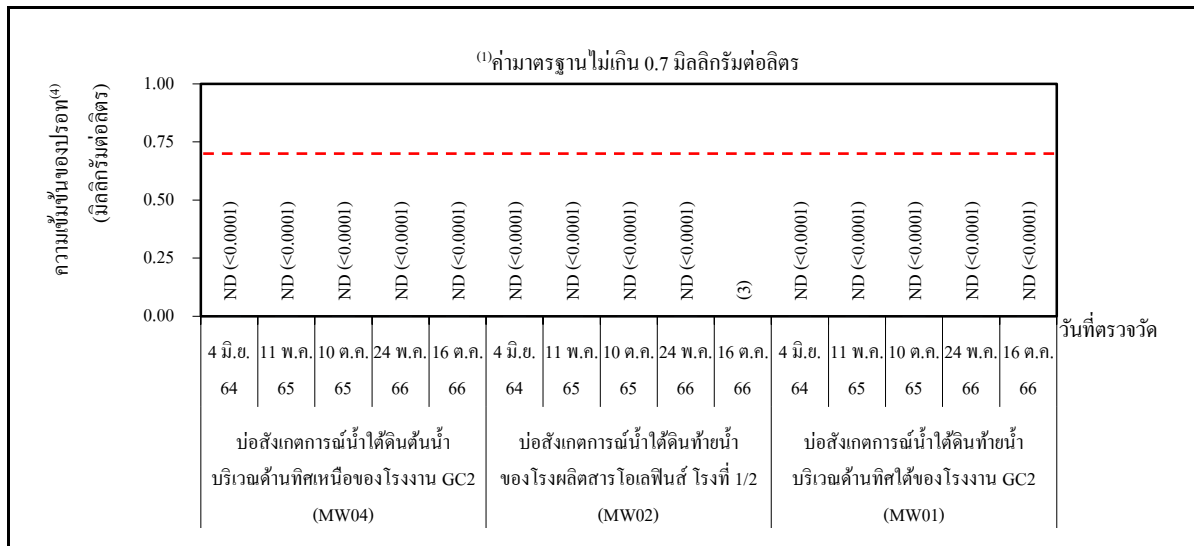 (1)ค่ามาตรฐานไม่เกิน 0.7 มิลลิกรัมต่อลิตร
ความเข้มข้นของปรอท(4)
(มิลลิกรัมต่อลิตร)
1.00
0.75
0.50
0.25
0.00
ND (<0.0001)
ND (<0.0001)
ND (<0.0001)
ND (<0.0001)
ND (<0.0001)
ND (<0.0001)
ND (<0.0001)
ND (<0.0001)
ND (<0.0001)
(3)
ND (<0.0001)
ND (<0.0001)
ND (<0.0001)
ND (<0.0001)
ND (<0.0001)
วันที่ตรวจวัด
4 มิ.ย. 11 พ.ค. 10 ต.ค. 24 พ.ค. 16 ต.ค. 4 มิ.ย. 11 พ.ค. 10 ต.ค. 24 พ.ค. 16 ต.ค. 4 มิ.ย. 11 พ.ค. 10 ต.ค. 24 พ.ค. 16 ต.ค.
64 65 65 66 66 64 65 65 66 66 64 65 65 66 66
บ่อสังเกตการณ์น้ำใต้ดินต้นน้ำ
บริเวณด้านทิศเหนือของโรงงาน GC2
(MW04)
บ่อสังเกตการณ์น้ำใต้ดินท้ายน้ำ
ของโรงผลิตสารโอเลฟินส์ โรงที่ 1/2
(MW02)
บ่อสังเกตการณ์น้ำใต้ดินท้ายน้ำ
บริเวณด้านทิศใต้ของโรงงาน GC2
(MW01)